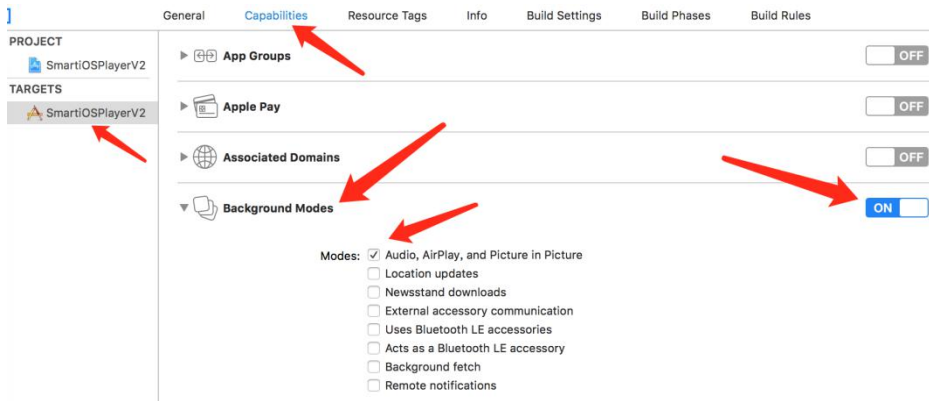 General Capabilities Resource Tags Info Build Settings Build Phases Build Rules
PROJECT
SmartiOSPlayerV2
TARGETS
SmartiOSPlayerV2
App Groups OFF
Apple Pay OFF
Associated Domains OFF
Background Modes ON
Modes: Audio, AirPlay, and Picture in Picture
Location updates
Newsstand downloads
External accessory communication
Uses Bluetooth LE accessories
Acts as a Bluetooth LE accessory
Background fetch
Remote notifications